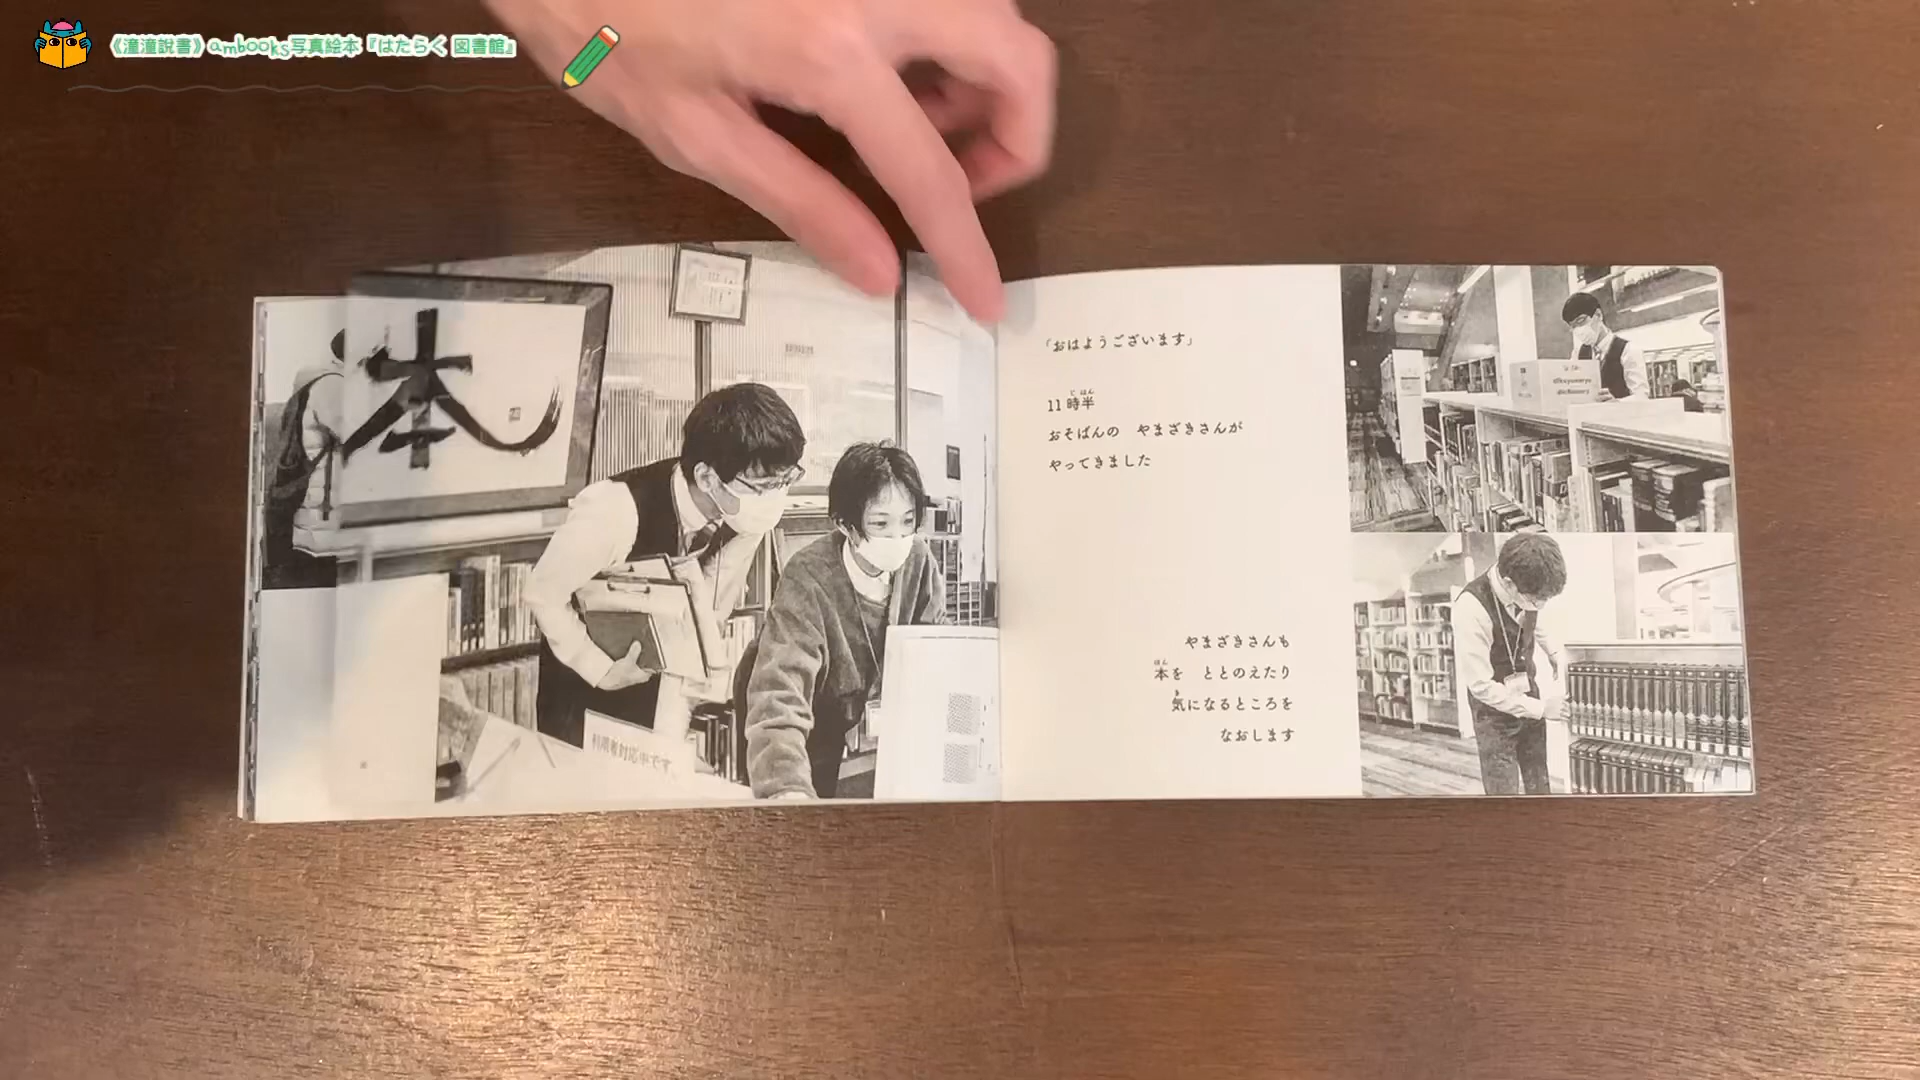 《潼潼說書》ambooks写真絵本『はたらく 図書館』
本
利用者対応中です。
「おはようございます」
11時半
おそばんの やまざきさんが
やってきました
やまざきさんも
本を ととのえたり
気になるところを
なおします